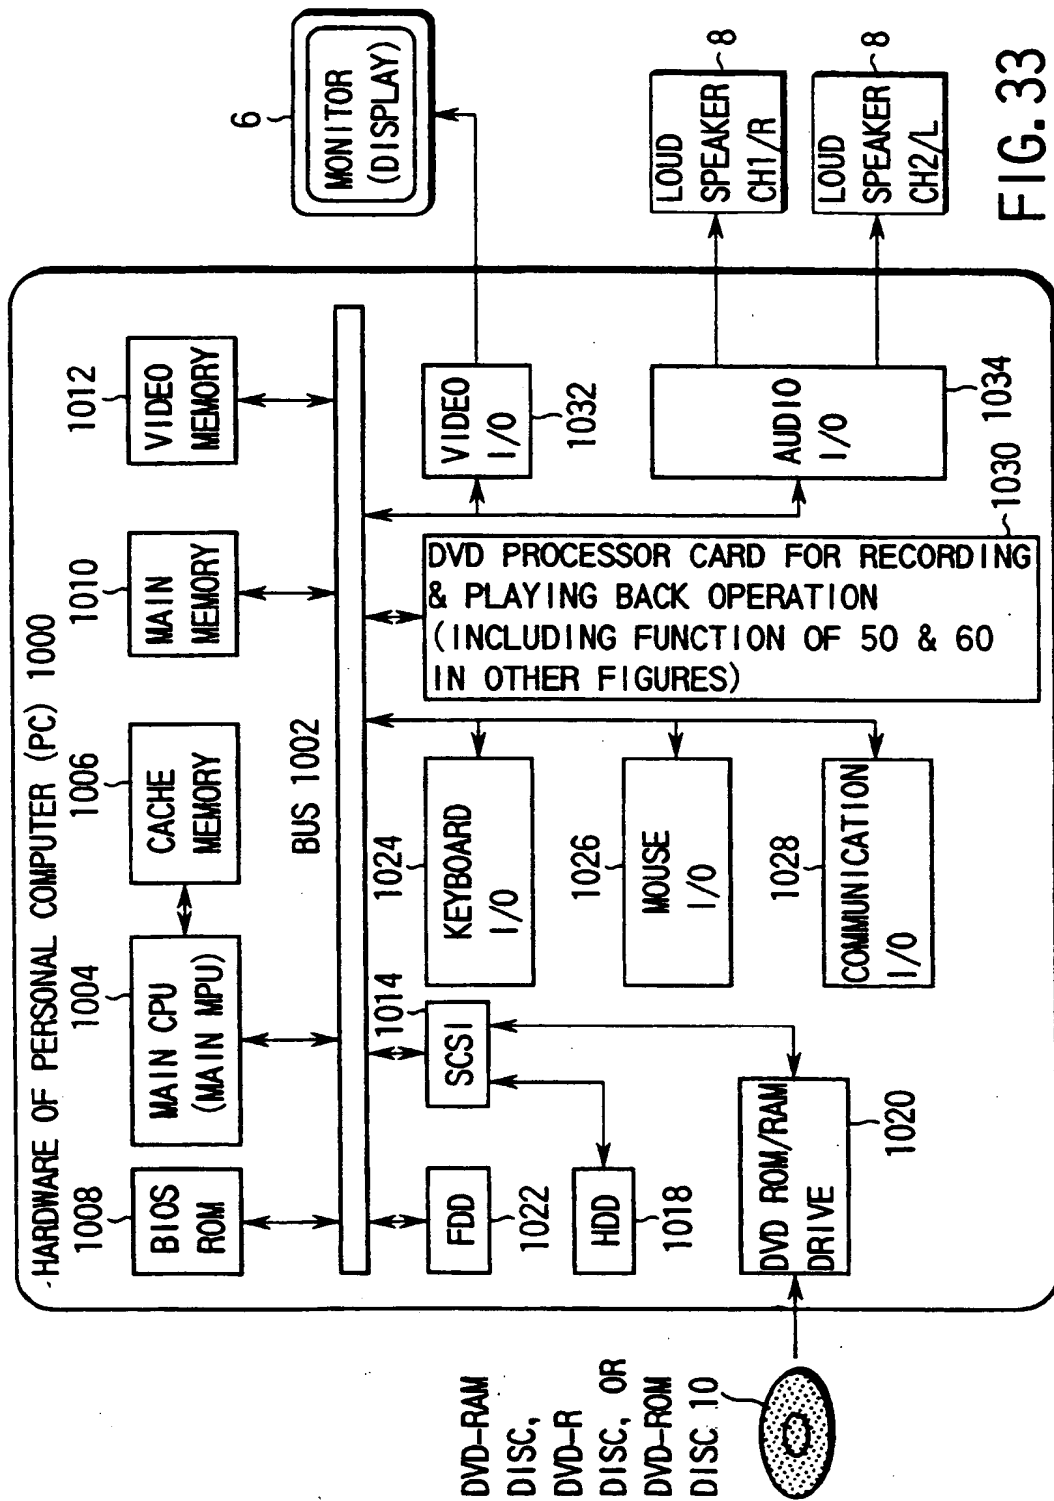 HARDWARE OF PERSONAL COMPUTER (PC) 1000
1008
BIOS
ROM
1004
MAIN CPU
(MAIN MPU)
1006
CACHE
MEMORY
1010
MAIN
MEMORY
1012
VIDEO
MEMORY
BUS 1002
FDD
1022
SCSI
1014
HDD
1018
DVD ROM/RAM
DRIVE
1020
1024
KEYBOARD
I/O
1026
MOUSE
I/O
1028
COMMUNICATION
I/O
DVD PROCESSOR CARD FOR RECORDING
& PLAYING BACK OPERATION
(INCLUDING FUNCTION OF 50 & 60
IN OTHER FIGURES)
1030
VIDEO
I/O
1032
AUDIO
I/O
1034
6
MONITOR
(DISPLAY)
LOUD
SPEAKER
CH1/R
8
LOUD
SPEAKER
CH2/L
8
DVD-RAM
DISC,
DVD-R
DISC, OR
DVD-ROM
DISC 10
FIG. 33